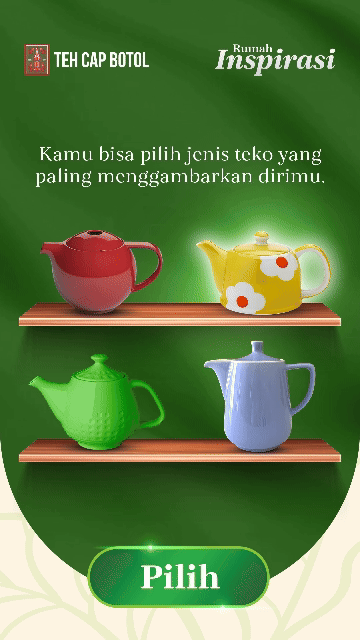 TEH CAP BOTOL
Rumah
Inspirasi
Kamu bisa pilih jenis teko yang
paling menggambarkan dirimu.
Pilih